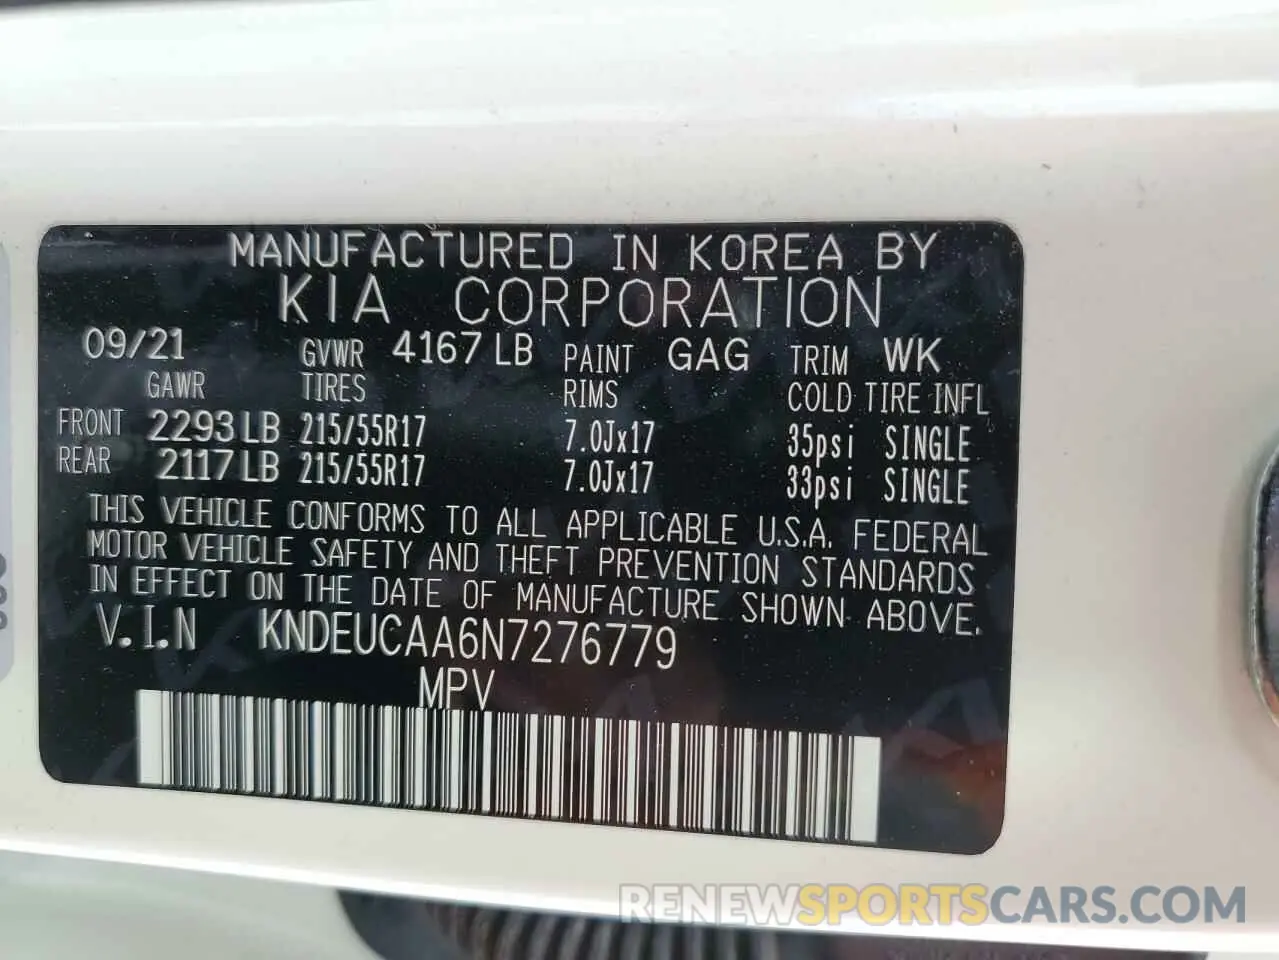 MANUFACTURED IN KOREA BY
KIA CORPORATION
09/21 GVWR 4167 LB PAINT GAG TRIM WK
GAWR TIRES RIMS COLD TIRE INFL
FRONT 2293 LB 215/55R17 7.0Jx17 35psi SINGLE
REAR 2117 LB 215/55R17 7.0Jx17 33psi SINGLE
THIS VEHICLE CONFORMS TO ALL APPLICABLE U.S.A. FEDERAL
MOTOR VEHICLE SAFETY AND THEFT PREVENTION STANDARDS
IN EFFECT ON THE DATE OF MANUFACTURE SHOWN ABOVE.
V.I.N KNDEUCAA6N7276779
MPV
RENEWSPORTSCARS.COM